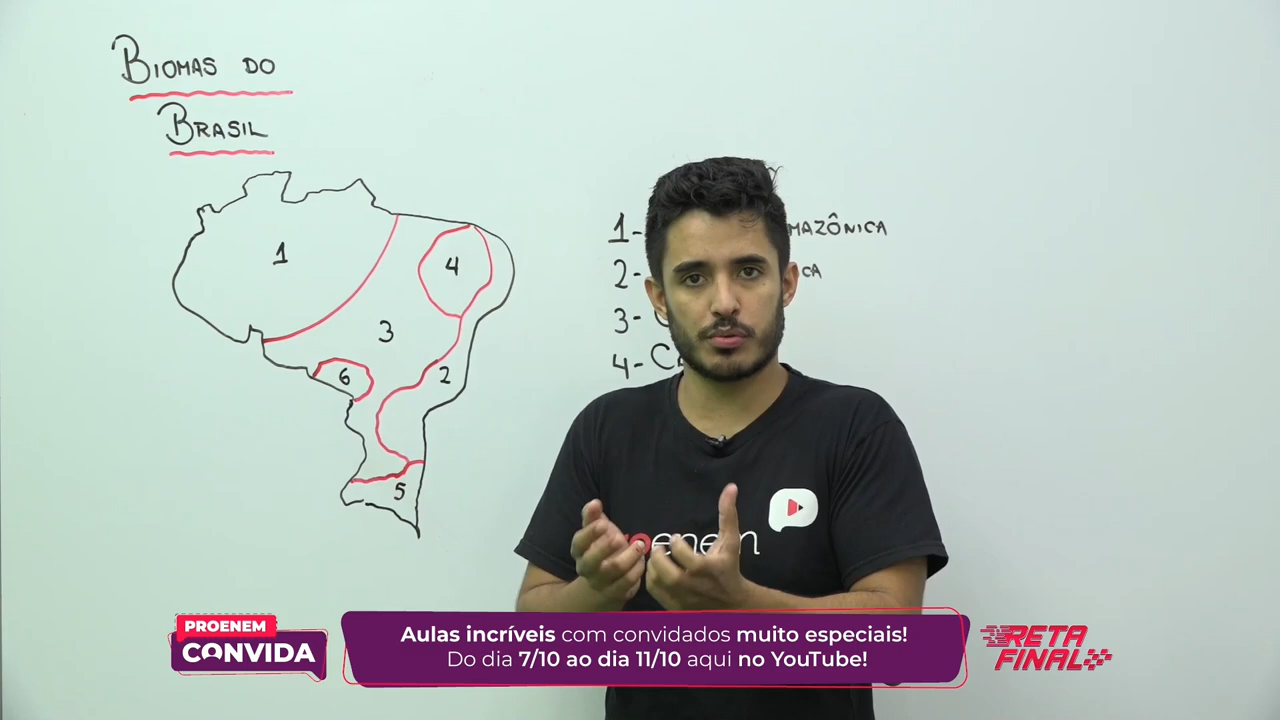 BIOMAS DO
BRASIL
1
4
3
6
2
5
1- MAZÔNICA
2- CA
3-
4- CA
enem
PROENEM
CONVIDA
Aulas incríveis com convidados muito especiais!
Do dia 7/10 ao dia 11/10 aqui no YouTube!
RETA
FINAL